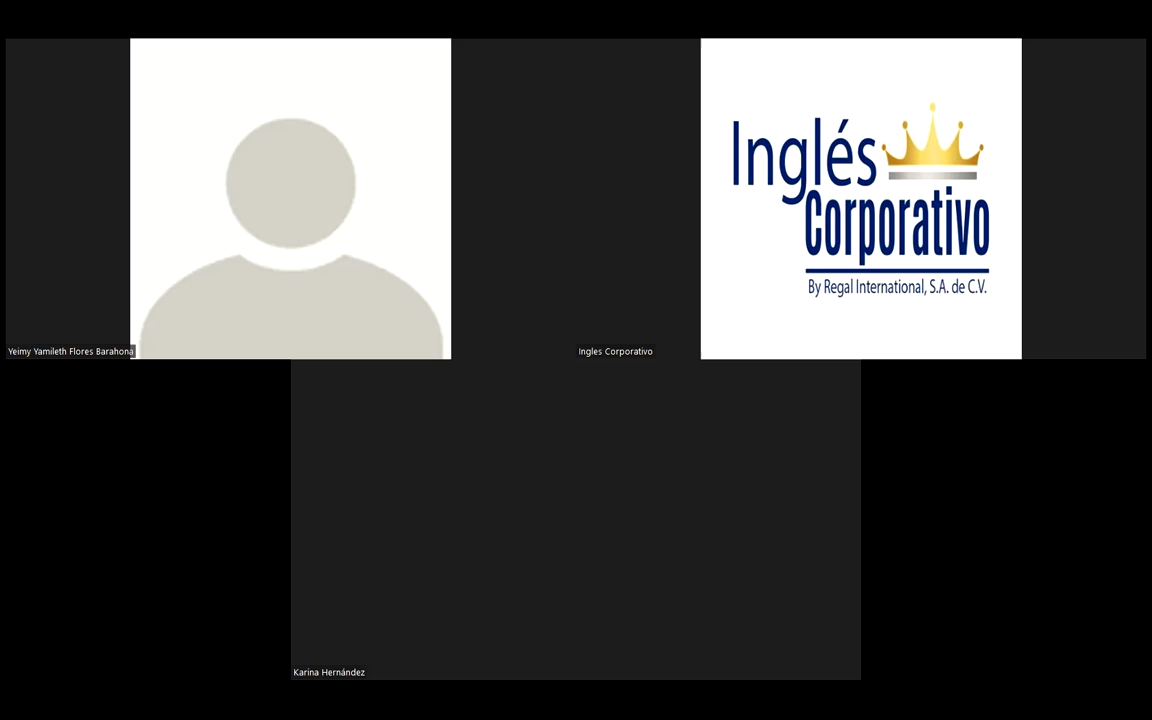 Inglés
Corporativo
By Regal International, S.A. de C.V.
Yeimy Yamileth Flores Barahona
Ingles Corporativo
Karina Hernández